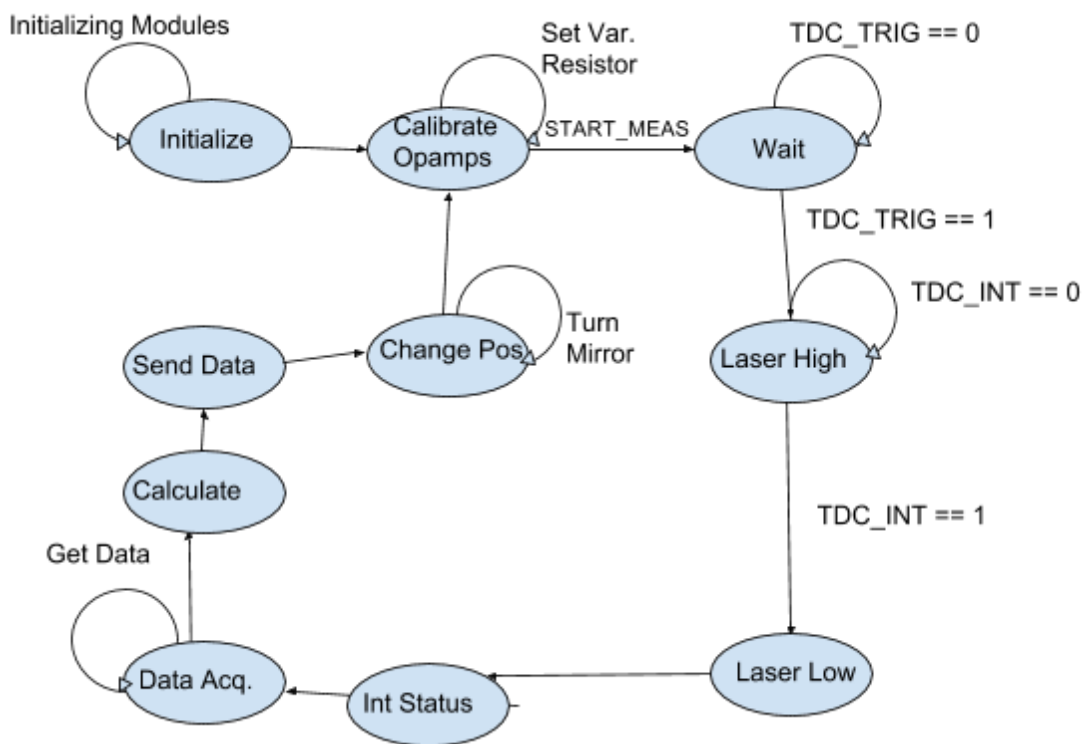 Initializing Modules
Set Var.
Resistor
TDC_TRIG == 0
Initialize
Calibrate
Opamps
START_MEAS
Wait
TDC_TRIG == 1
TDC_INT == 0
Turn
Mirror
Change Pos.
Send Data
Laser High
Calculate
TDC_INT == 1
Get Data
Data Acq.
Int Status
Laser Low